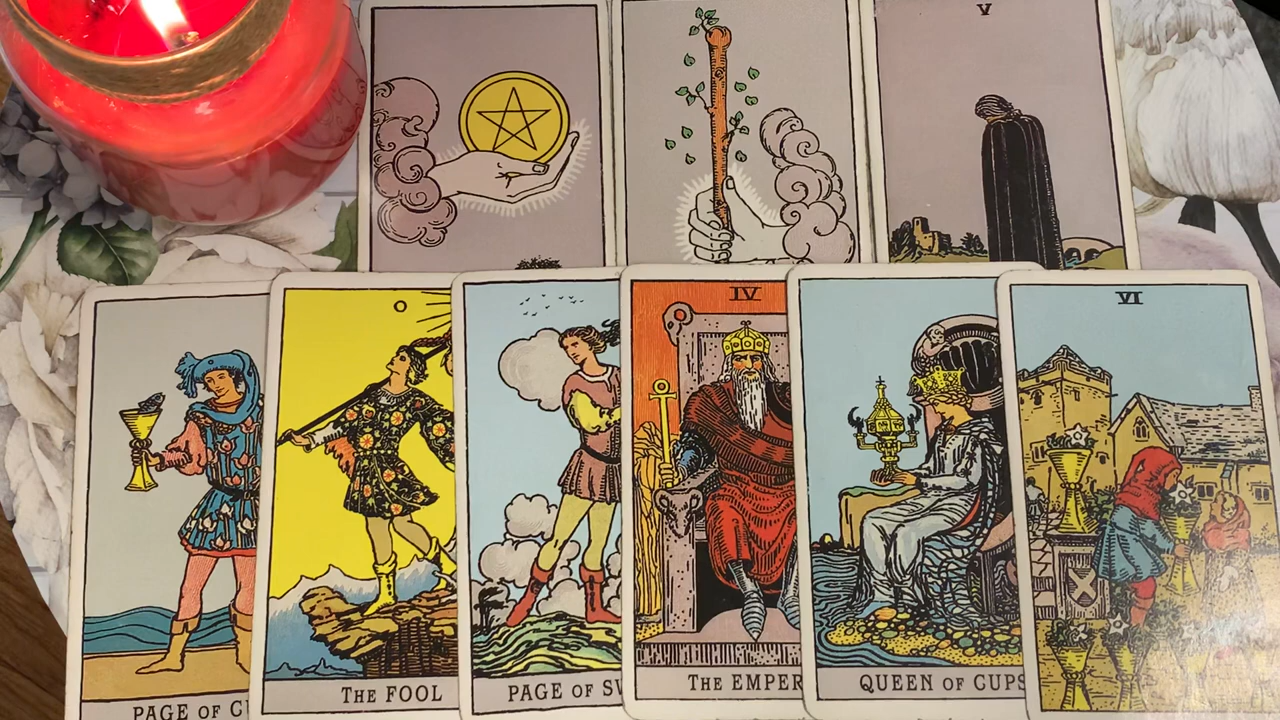 V
O
IV
VI
PAGE OF CU
THE FOOL
PAGE OF SW
THE EMPER
QUEEN OF CUPS